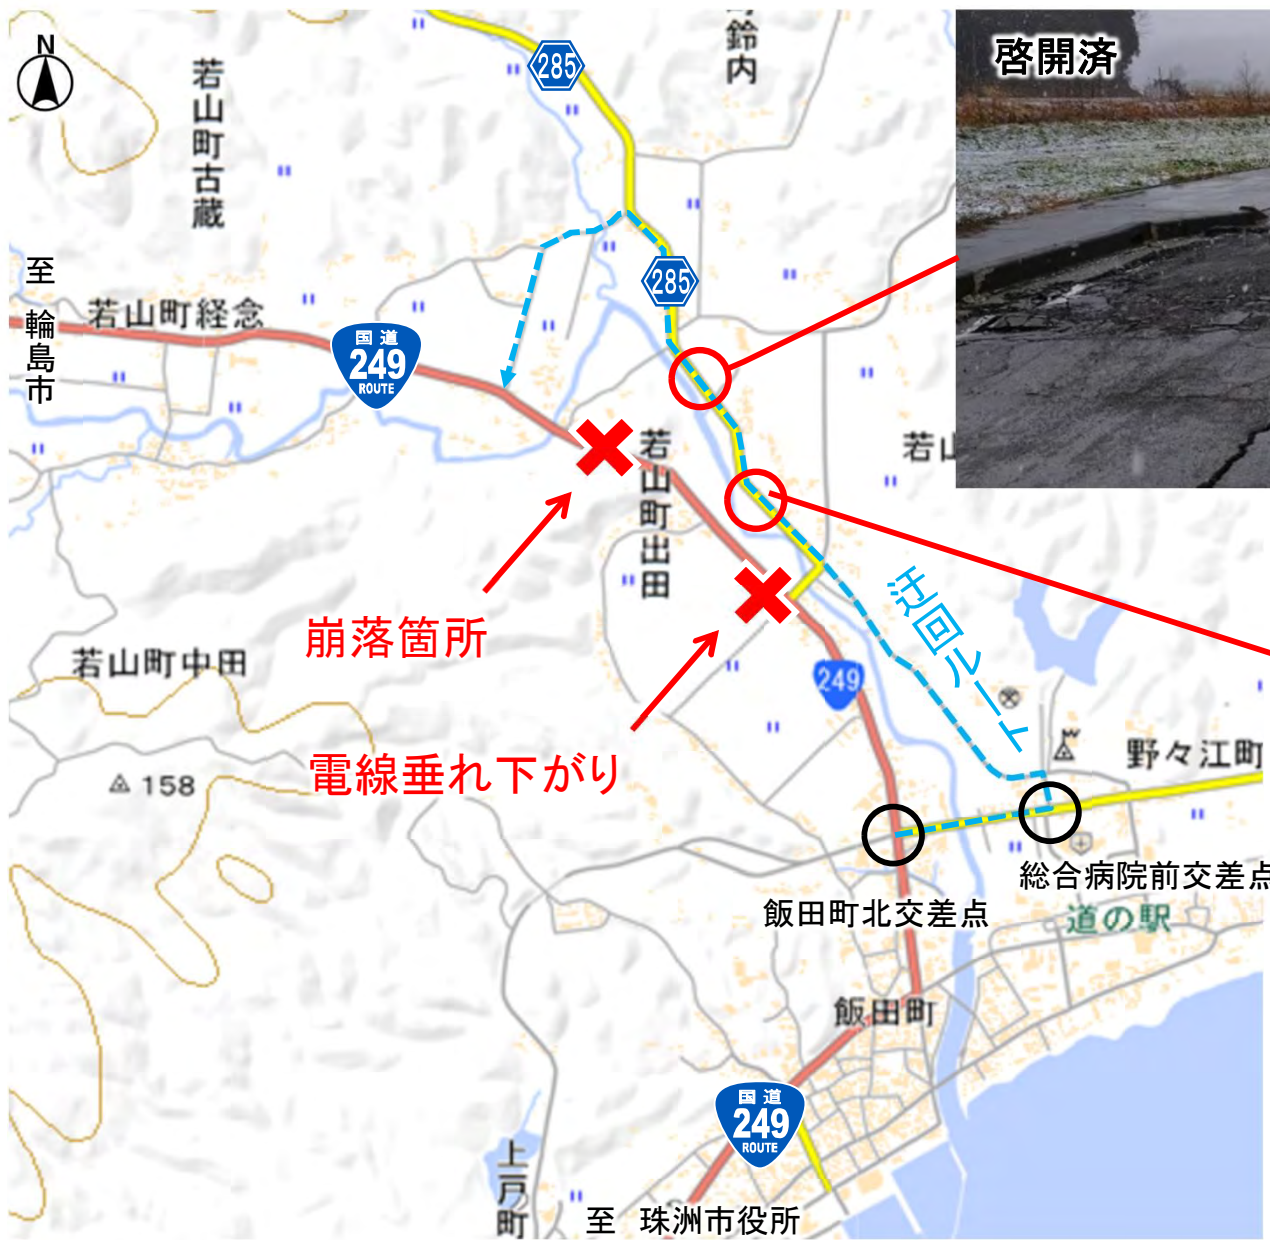 N
啓開済
285
鈴内
若山町古蔵
至 輪島市
若山町経念
285
国道
249
ROUTE
若山町出田
若山
崩落箇所
迂回ルート
若山町中田
249
電線垂れ下がり
158
野々江町
総合病院前交差点
飯田町北交差点
道の駅
飯田町
国道
249
ROUTE
上戸町
至 珠洲市役所